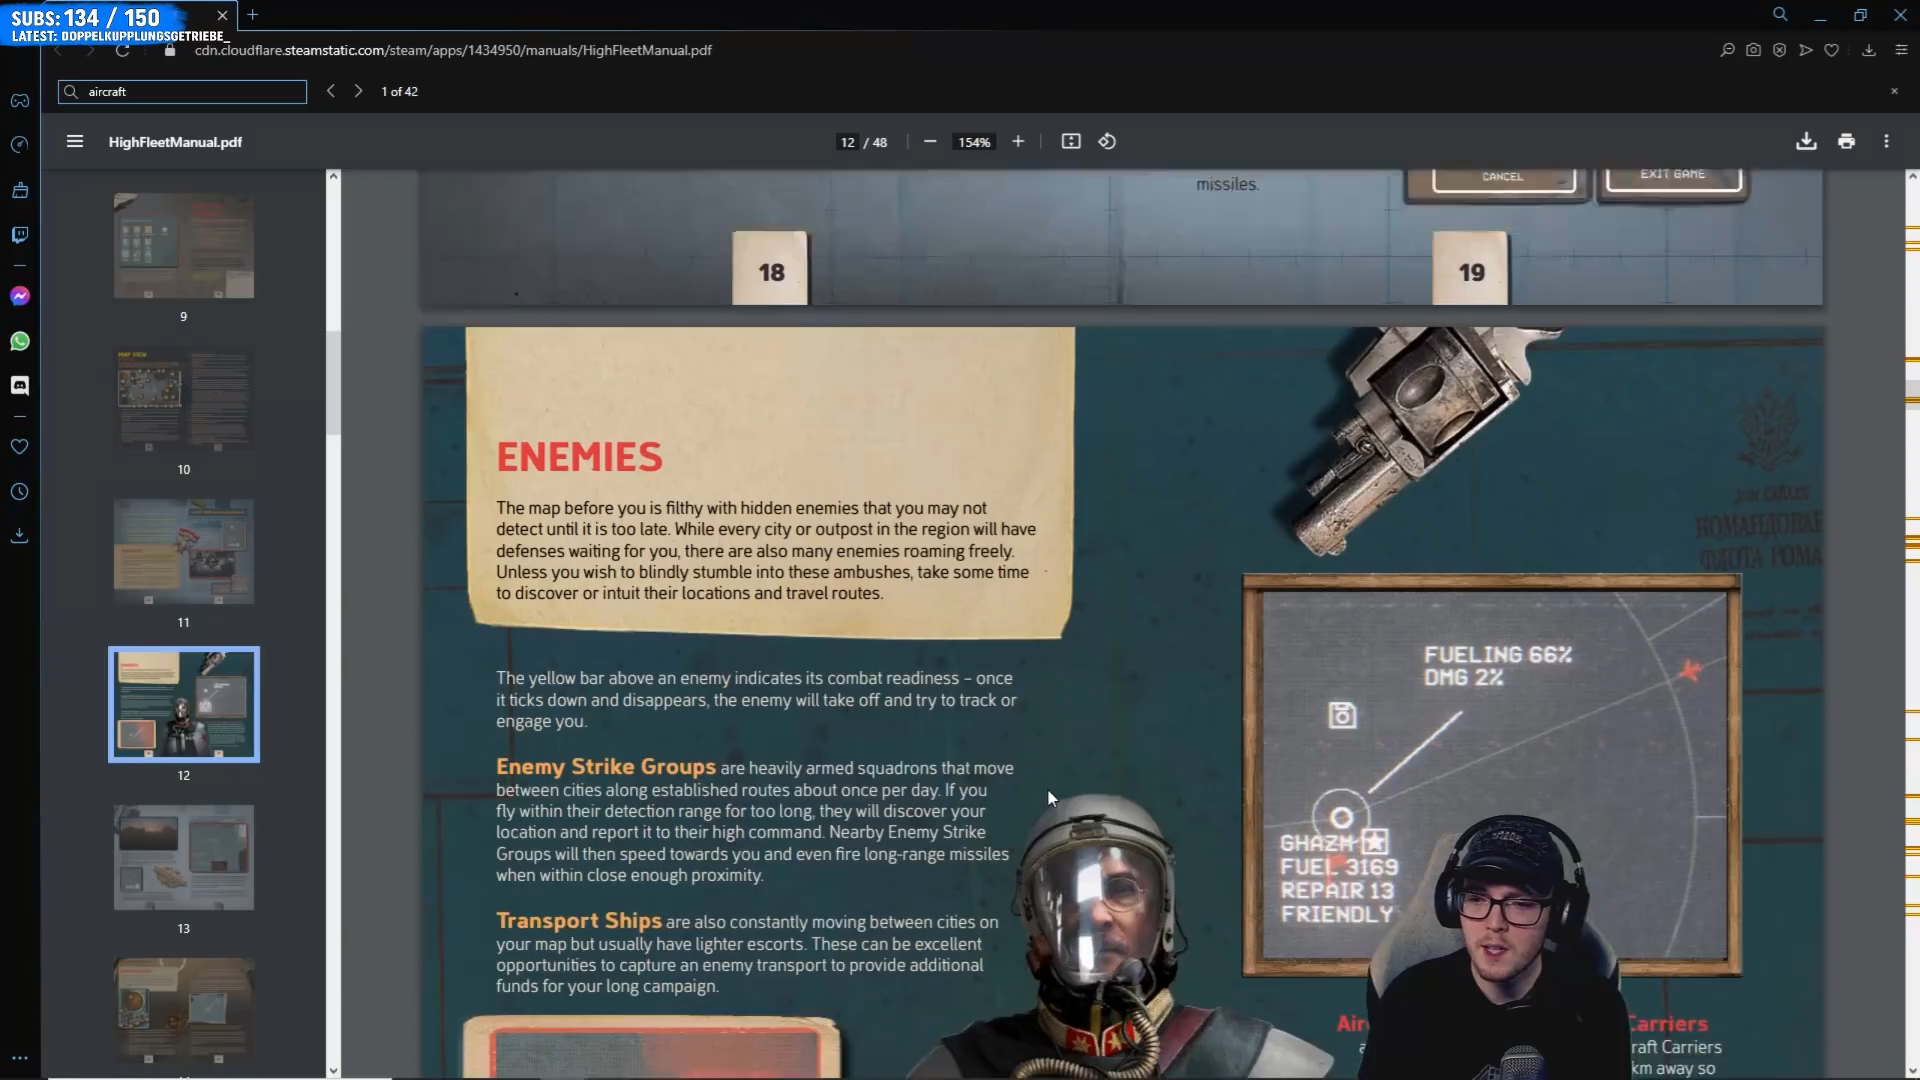 SUBS: 134 / 150
LATEST: DOPPELKUPPLUNGSGETRIEBE_
cdn.cloudflare.steamstatic.com/steam/apps/1434950/manuals/HighFleetManual.pdf
aircraft
1 of 42
HighFleetManual.pdf
12 / 48
154%
missiles.
CANCEL
EXIT GAME
18
19
9
10
11
12
13
ENEMIES
The map before you is filthy with hidden enemies that you may not
detect until it is too late. While every city or outpost in the region will have
defenses waiting for you, there are also many enemies roaming freely.
Unless you wish to blindly stumble into these ambushes, take some time
to discover or intuit their locations and travel routes.
The yellow bar above an enemy indicates its combat readiness – once
it ticks down and disappears, the enemy will take off and try to track or
engage you.
Enemy Strike Groups are heavily armed squadrons that move
between cities along established routes about once per day. If you
fly within their detection range for too long, they will discover your
location and report it to their high command. Nearby Enemy Strike
Groups will then speed towards you and even fire long-range missiles
when within close enough proximity.
Transport Ships are also constantly moving between cities on
your map but usually have lighter escorts. These can be excellent
opportunities to capture an enemy transport to provide additional
funds for your long campaign.
FUELING 66%
DMG 2%
GHAZM
FUEL 3169
REPAIR 13
FRIENDLY
Carriers
raft Carriers
km away so